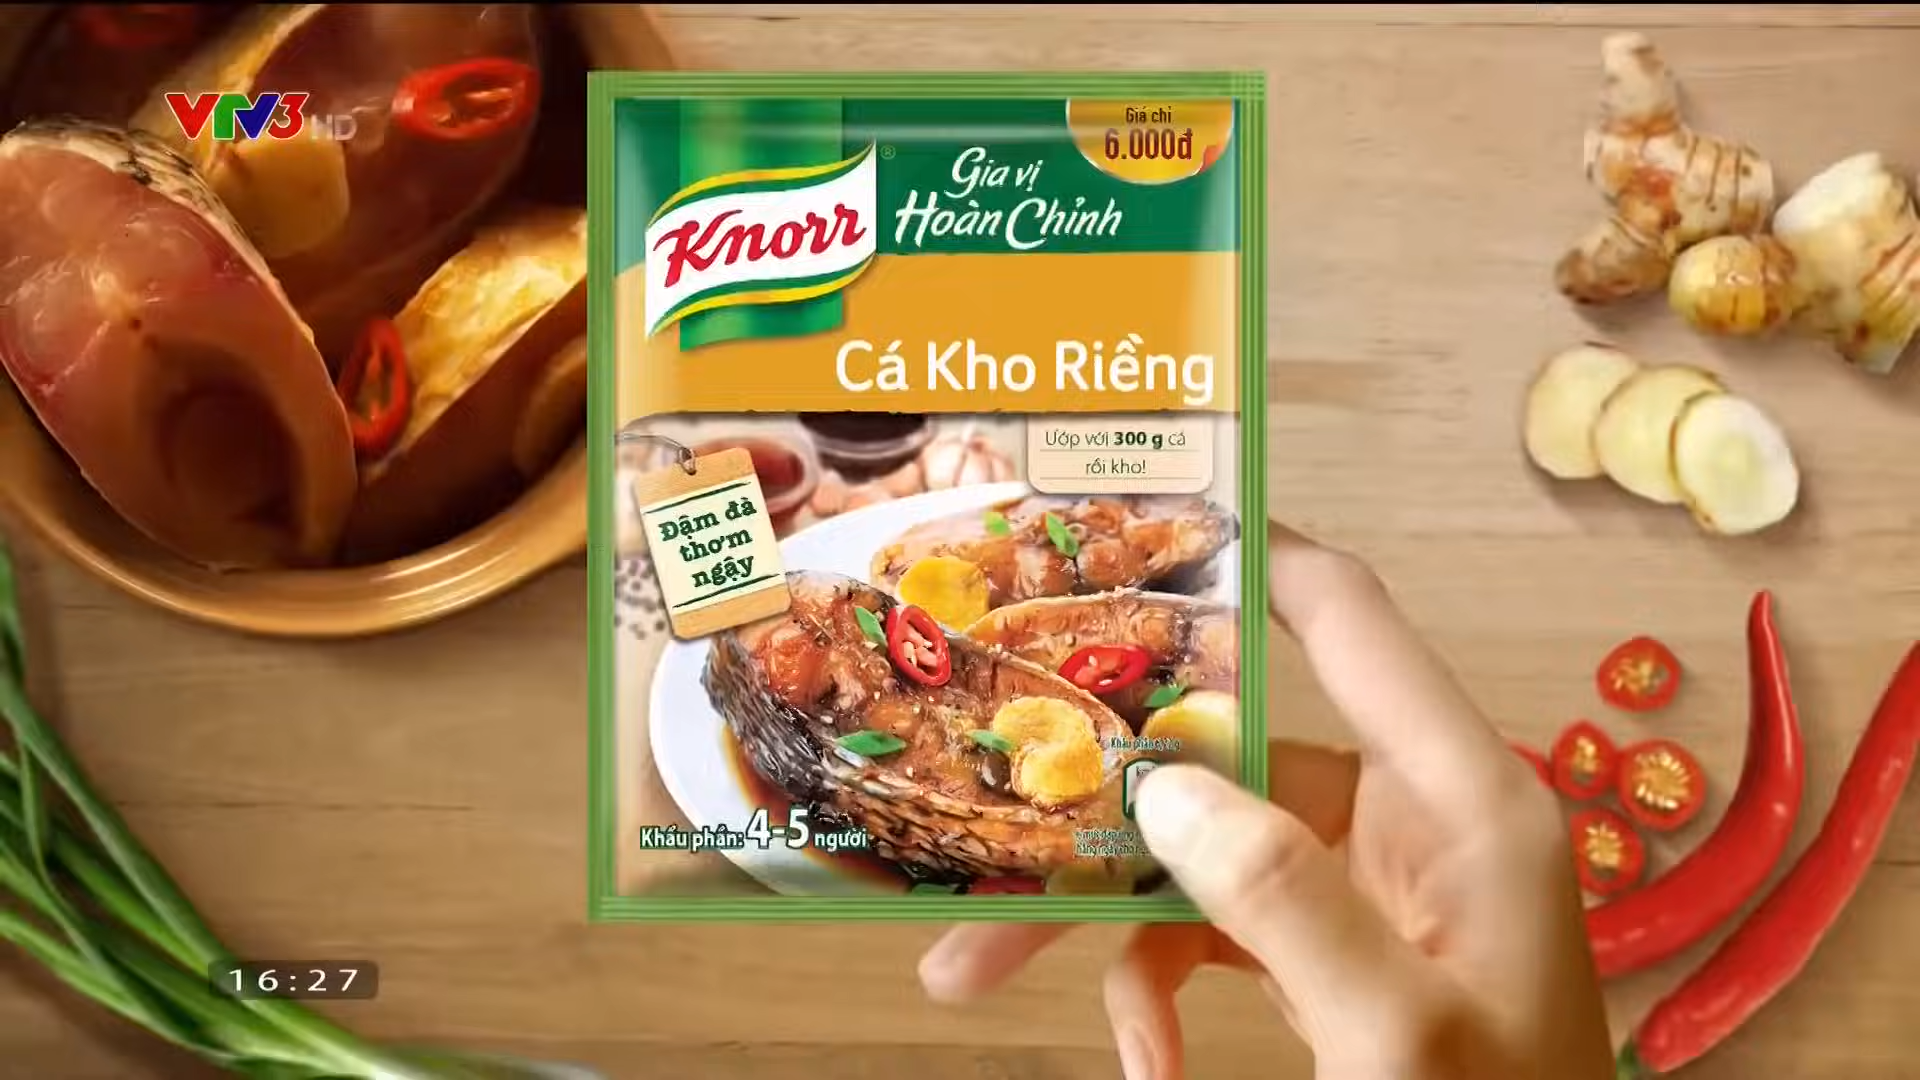 VTV3 HD
Giá chỉ
6.000đ
Knorr ®
Gia vị
Hoàn Chỉnh
Cá Kho Riềng
Ướp với 300 g cá
rồi kho!
Đậm đà
thơm
ngậy
Khẩu phần: 4-5 người
16:27